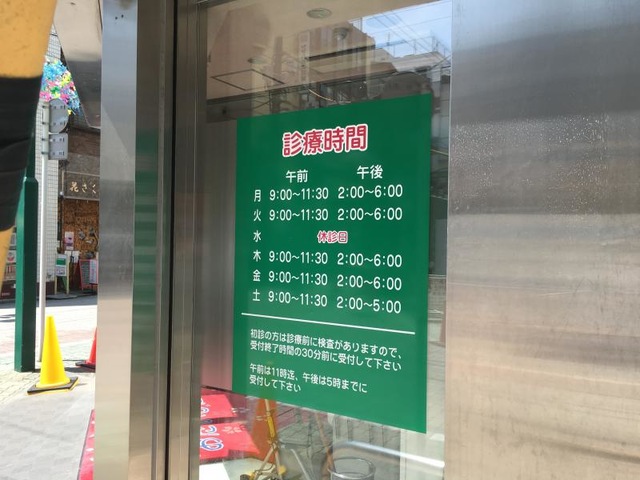 診療時間
午前 午後
月 9:00～11:30 2:00～6:00
火 9:00～11:30 2:00～6:00
水 休診日
木 9:00～11:30 2:00～6:00
金 9:00～11:30 2:00～6:00
土 9:00～11:30 2:00～5:00
初診の方は診療前に検査がありますので、
受付終了時間の30分前に受付して下さい
午前は11時迄、午後は5時までに
受付して下さい